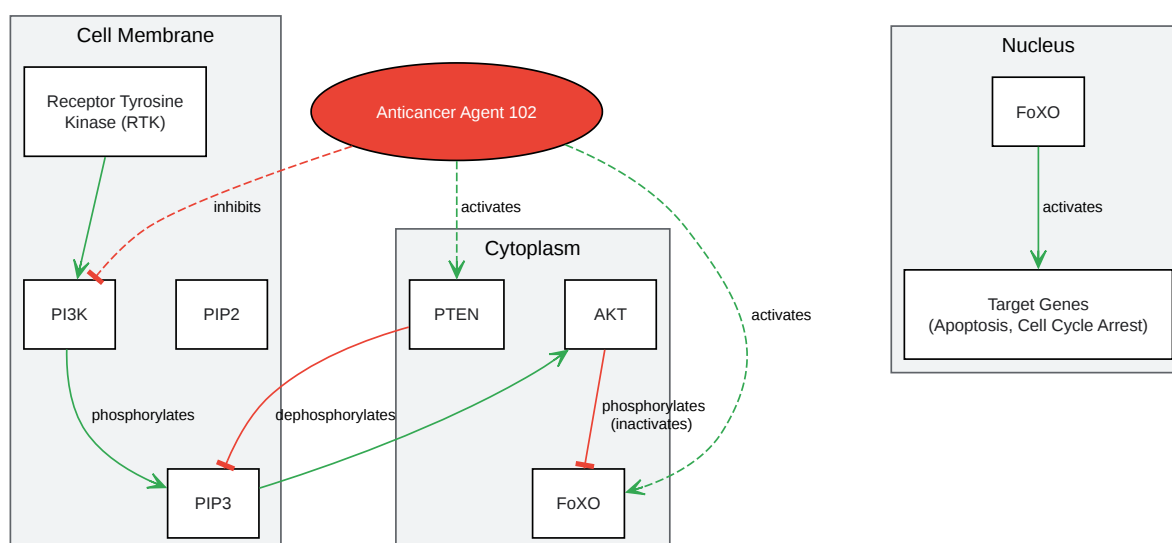 Cell Membrane
Receptor Tyrosine
Kinase (RTK)
Anticancer Agent 102
Nucleus
FoXO
inhibits
activates
activates
Cytoplasm
PI3K
PIP2
PTEN
AKT
activates
Target Genes
(Apoptosis, Cell Cycle Arrest)
phosphorylates
dephosphorylates
phosphorylates
(inactivates)
PIP3
FoXO